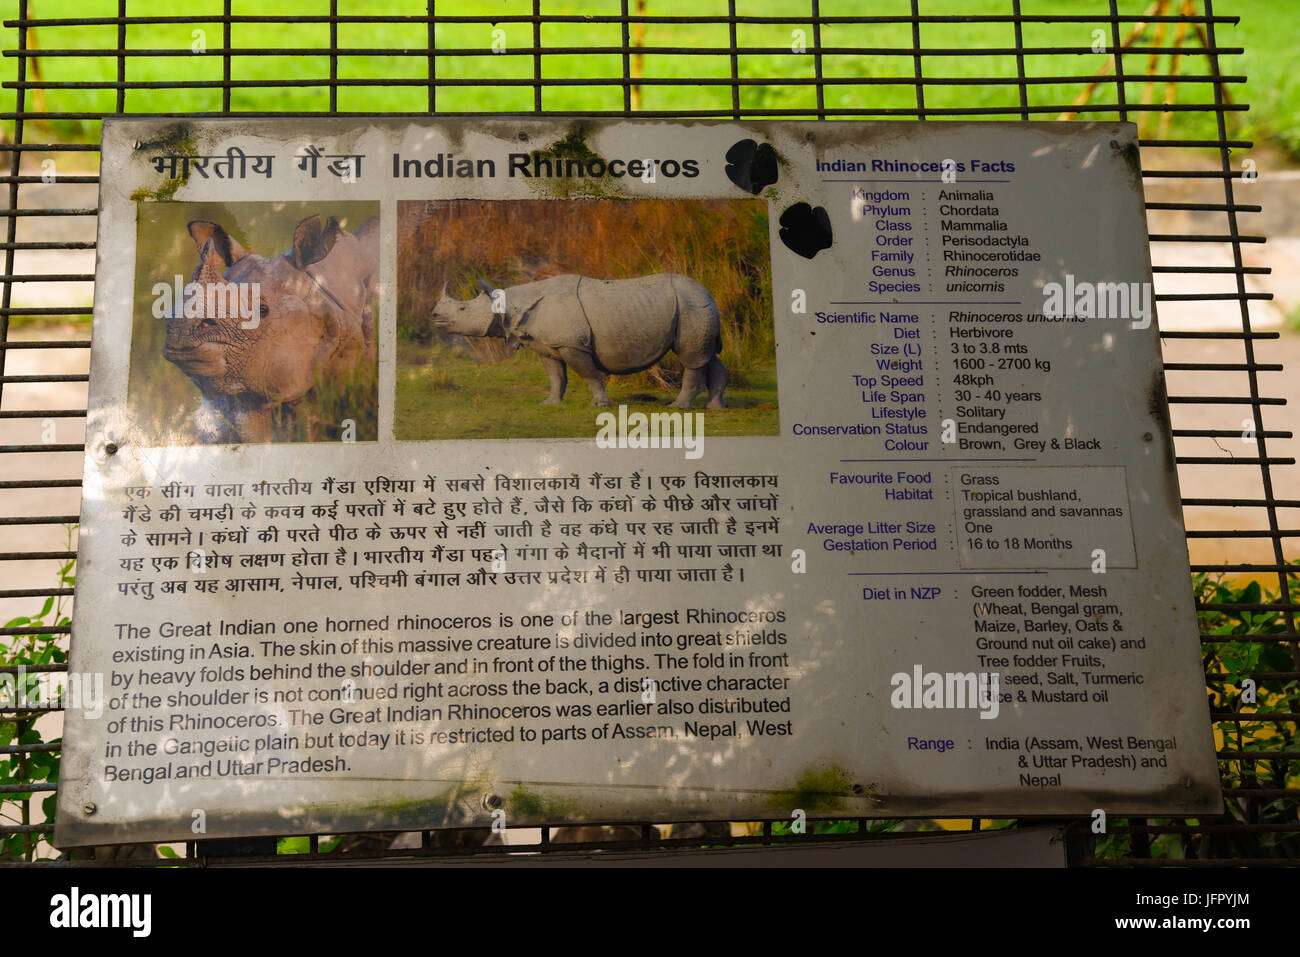 भारतीय गैंडा Indian Rhinoceros
एक सींग वाला भारतीय गैंडा एशिया में सबसे विशालकाय गैंडा है। एक विशालकाय
गैंडे की चमड़ी के कवच कई परतों में बटे हुए होते हैं, जैसे कि कंधों के पीछे और जांघों
के सामने। कंधों की परते पीठ के ऊपर से नहीं जाती है वह कंधे पर रह जाती है इनमें
यह एक विशेष लक्षण होता है। भारतीय गैंडा पहले गंगा के मैदानों में भी पाया जाता था
परंतु अब यह आसाम, नेपाल, पश्चिमी बंगाल और उत्तर प्रदेश में ही पाया जाता है।
The Great Indian one horned rhinoceros is one of the largest Rhinoceros
existing in Asia. The skin of this massive creature is divided into great shields
by heavy folds behind the shoulder and in front of the thighs. The fold in front
of the shoulder is not continued right across the back, a distinctive character
of this Rhinoceros. The Great Indian Rhinoceros was earlier also distributed
in the Gangetic plain but today it is restricted to parts of Assam, Nepal, West
Bengal and Uttar Pradesh.
Indian Rhinoceros Facts
Kingdom : Animalia
Phylum : Chordata
Class : Mammalia
Order : Perisodactyla
Family : Rhinocerotidae
Genus : Rhinoceros
Species : unicornis
Scientific Name : Rhinoceros unicornis
Diet : Herbivore
Size (L) : 3 to 3.8 mts
Weight : 1600 - 2700 kg
Top Speed : 48kph
Life Span : 30 - 40 years
Lifestyle : Solitary
Conservation Status : Endangered
Colour : Brown, Grey & Black
Favourite Food : Grass
Habitat : Tropical bushland,
grassland and savannas
Average Litter Size : One
Gestation Period : 16 to 18 Months
Diet in NZP : Green fodder, Mesh
(Wheat, Bengal gram,
Maize, Barley, Oats &
Ground nut oil cake) and
Tree fodder Fruits,
Lin seed, Salt, Turmeric
Rice & Mustard oil
Range : India (Assam, West Bengal
& Uttar Pradesh) and
Nepal
alamy
Image ID: JFPYJM
www.alamy.com